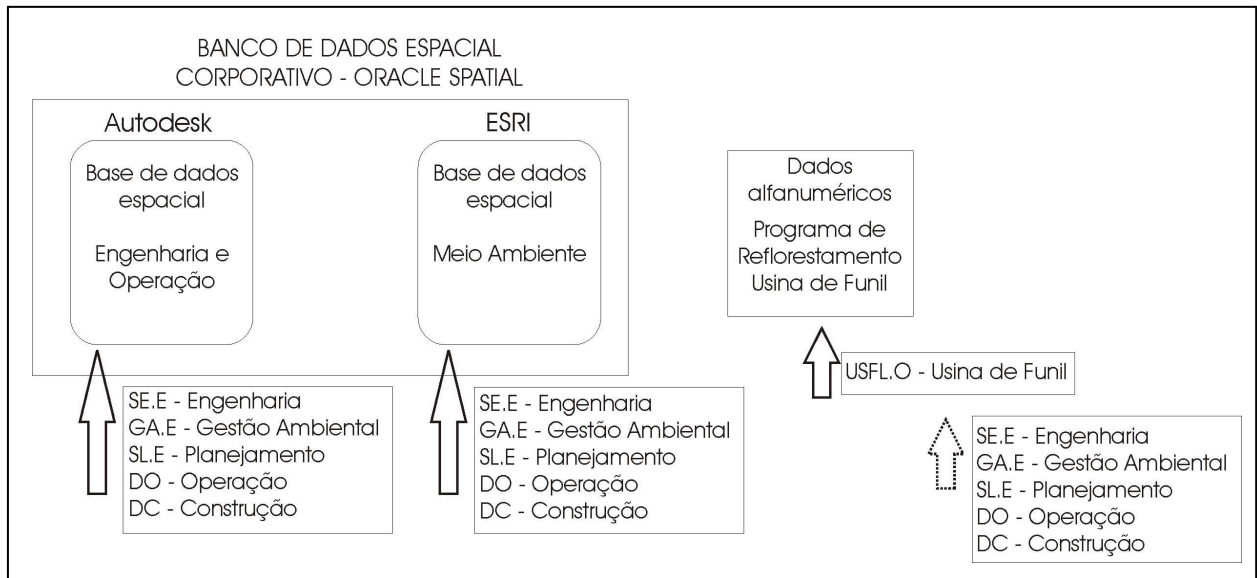 BANCO DE DADOS ESPACIAL
CORPORATIVO - ORACLE SPATIAL
Autodesk
Base de dados
espacial
Engenharia e
Operação
ESRI
Base de dados
espacial
Meio Ambiente
Dados
alfanuméricos
Programa de
Reflorestamento
Usina de Funil
SE.E - Engenharia
GA.E - Gestão Ambiental
SL.E - Planejamento
DO - Operação
DC - Construção
SE.E - Engenharia
GA.E - Gestão Ambiental
SL.E - Planejamento
DO - Operação
DC - Construção
USFL.O - Usina de Funil
SE.E - Engenharia
GA.E - Gestão Ambiental
SL.E - Planejamento
DO - Operação
DC - Construção